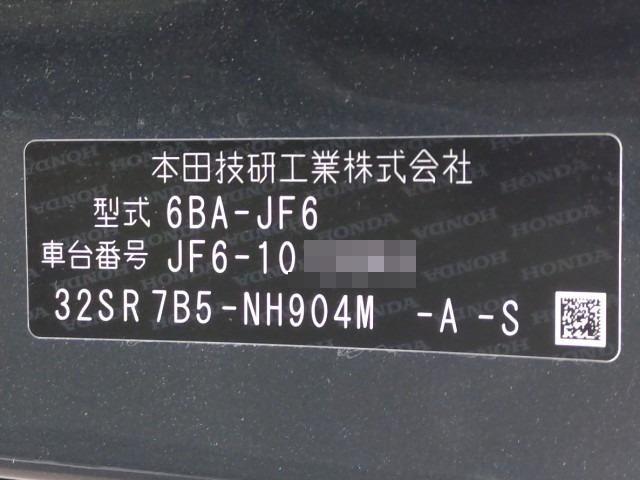 本田技研工業株式会社
型式 6BA-JF6
車台番号 JF6-10
32SR 7B5-NH904M -A -S